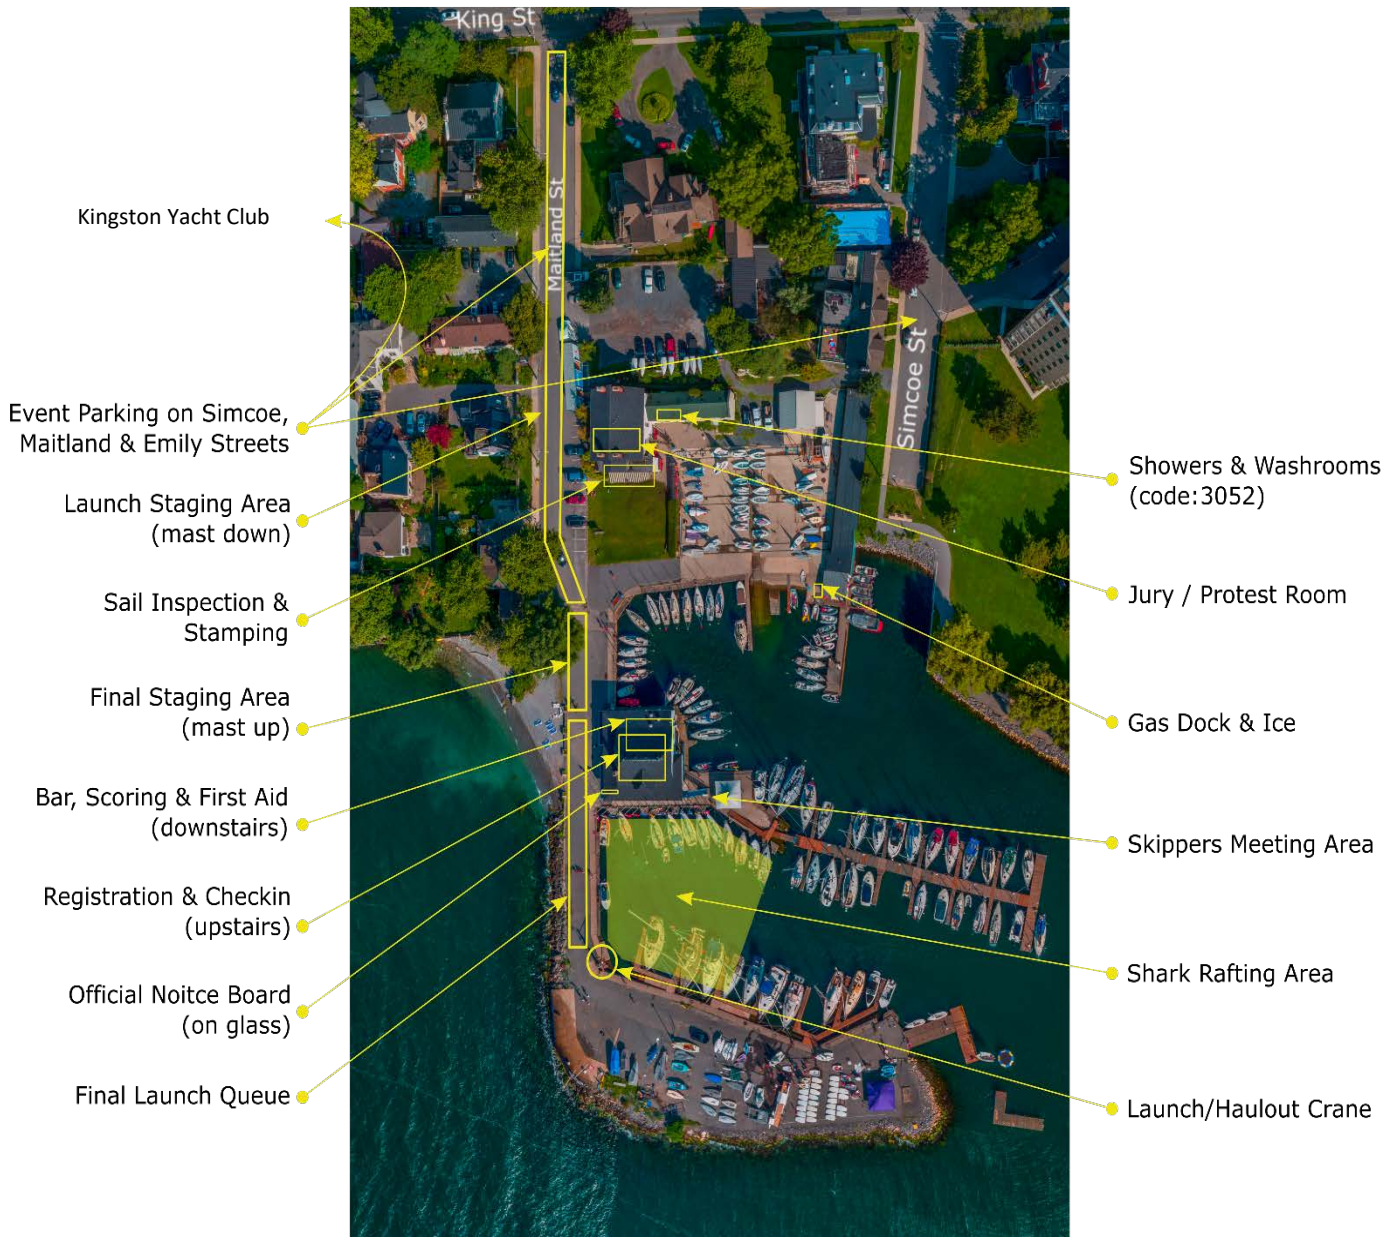 King St
Maitland St
Simcoe St
Kingston Yacht Club
Event Parking on Simcoe,
Maitland & Emily Streets
Launch Staging Area
(mast down)
Sail Inspection &
Stamping
Final Staging Area
(mast up)
Bar, Scoring & First Aid
(downstairs)
Registration & Checkin
(upstairs)
Official Noitce Board
(on glass)
Final Launch Queue
Showers & Washrooms
(code:3052)
Jury / Protest Room
Gas Dock & Ice
Skippers Meeting Area
Shark Rafting Area
Launch/Haulout Crane